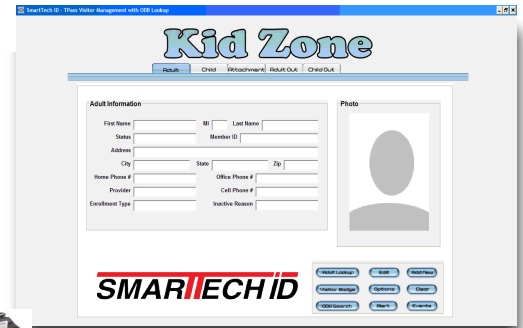 SmartTech ID - TPass Visitor Management with ODB Lookup
Kid Zone
Adult Child Attachment Adult Out Child Out
Adult Information
Photo
First Name MI Last Name
Status Member ID
Address
City State Zip
Home Phone # Office Phone #
Provider Cell Phone #
Enrollment Type Inactive Reason
SMARTECH ID
Adult Lookup Edit Add New
Visitor Badge Options Clear
ODB Search Alert Events